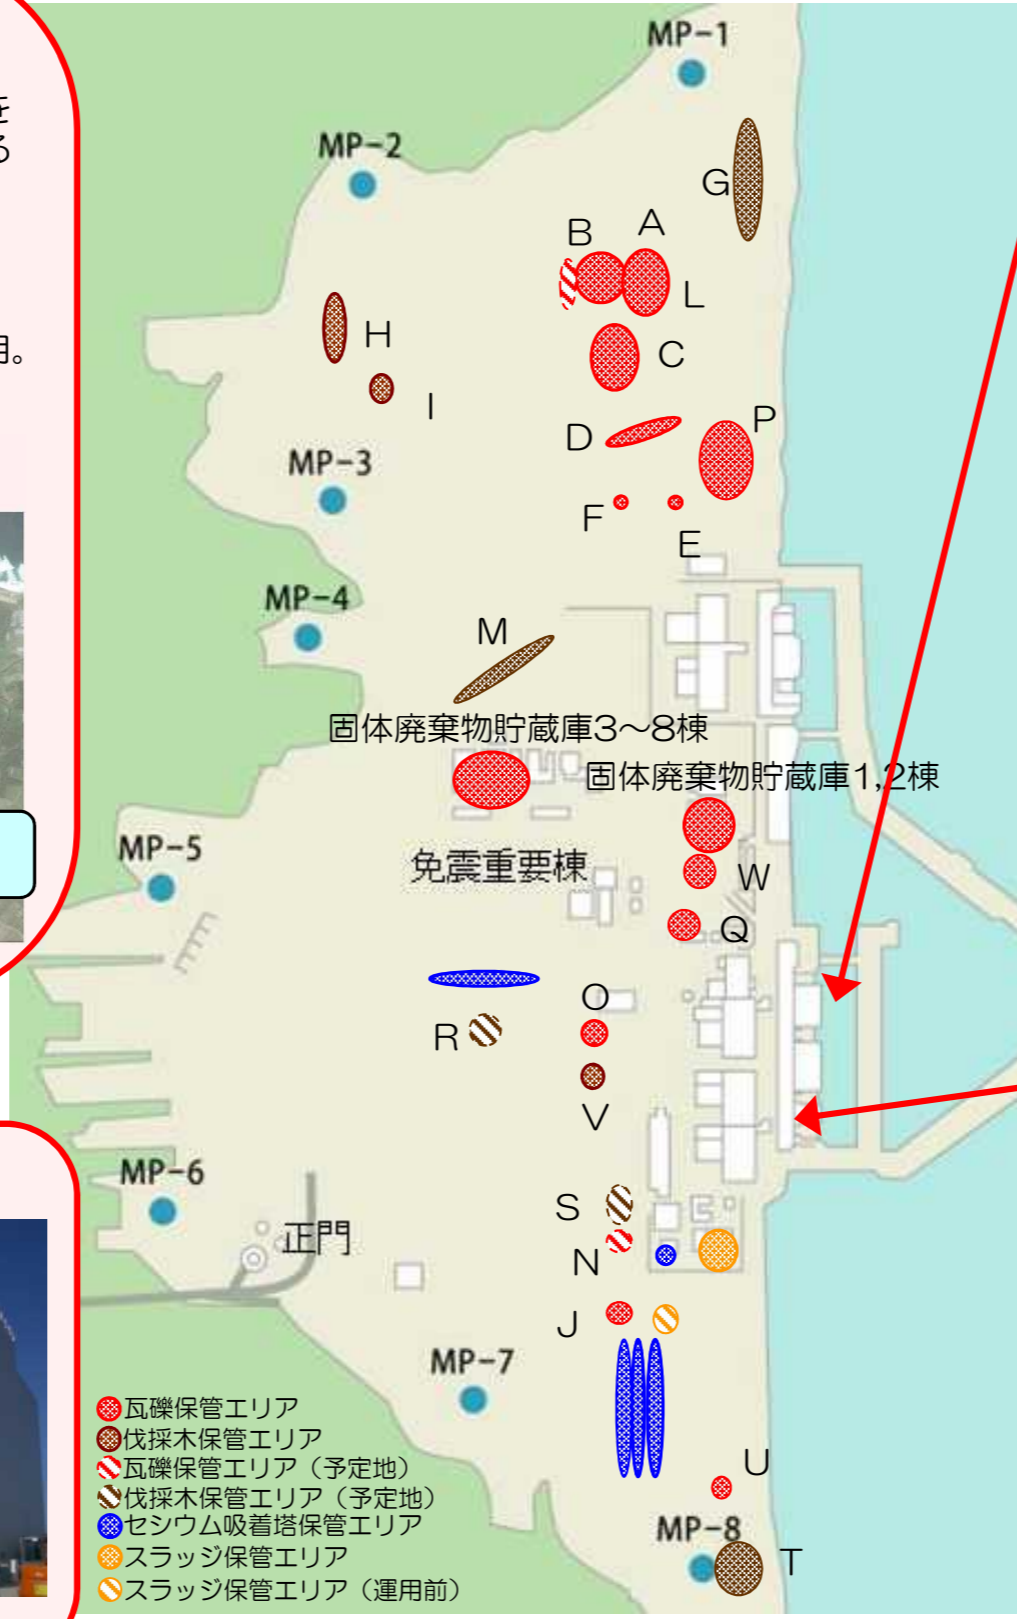 を
る
用。
MP-1
MP-2
G
B
A
L
H
C
I
D
P
MP-3
F
E
MP-4
M
固体廃棄物貯蔵庫3～8棟
固体廃棄物貯蔵庫1,2棟
MP-5
免震重要棟
W
Q
O
R
V
MP-6
S
正門
N
J
MP-7
瓦礫保管エリア
伐採木保管エリア
瓦礫保管エリア（予定地）
伐採木保管エリア（予定地）
セシウム吸着塔保管エリア
スラッジ保管エリア
スラッジ保管エリア（運用前）
U
MP-8
T